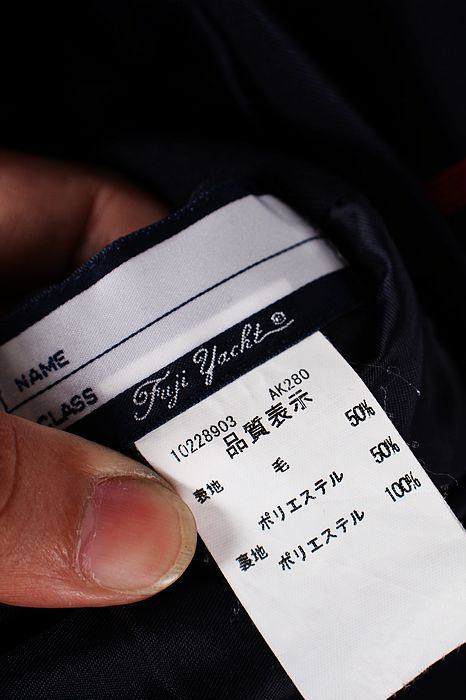 NAME
CLASS
Fuji Yacht®
10228903 AK280
品質表示
表地 毛 50%
ポリエステル 50%
裏地 ポリエステル 100%